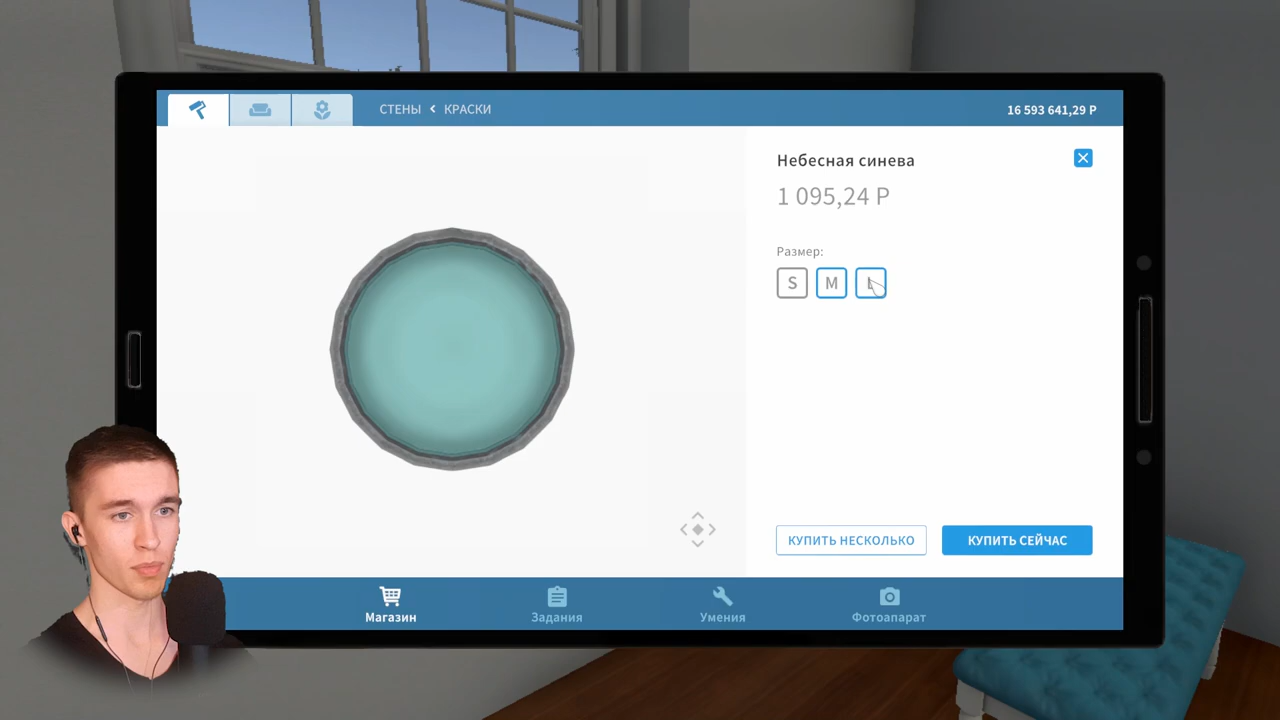 СТЕНЫ < КРАСКИ
16 593 641,29 Р
Небесная синева
1 095,24 Р
Размер:
S M L
КУПИТЬ НЕСКОЛЬКО
КУПИТЬ СЕЙЧАС
Магазин
Задания
Умения
Фотоапарат